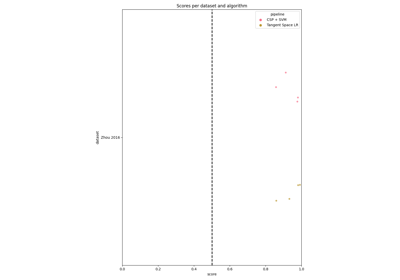 Scores per dataset and algorithm
pipeline
CSP + SVM
Tangent Space LR
dataset
Zhou 2016
0.0 0.2 0.4 0.6 0.8 1.0
score